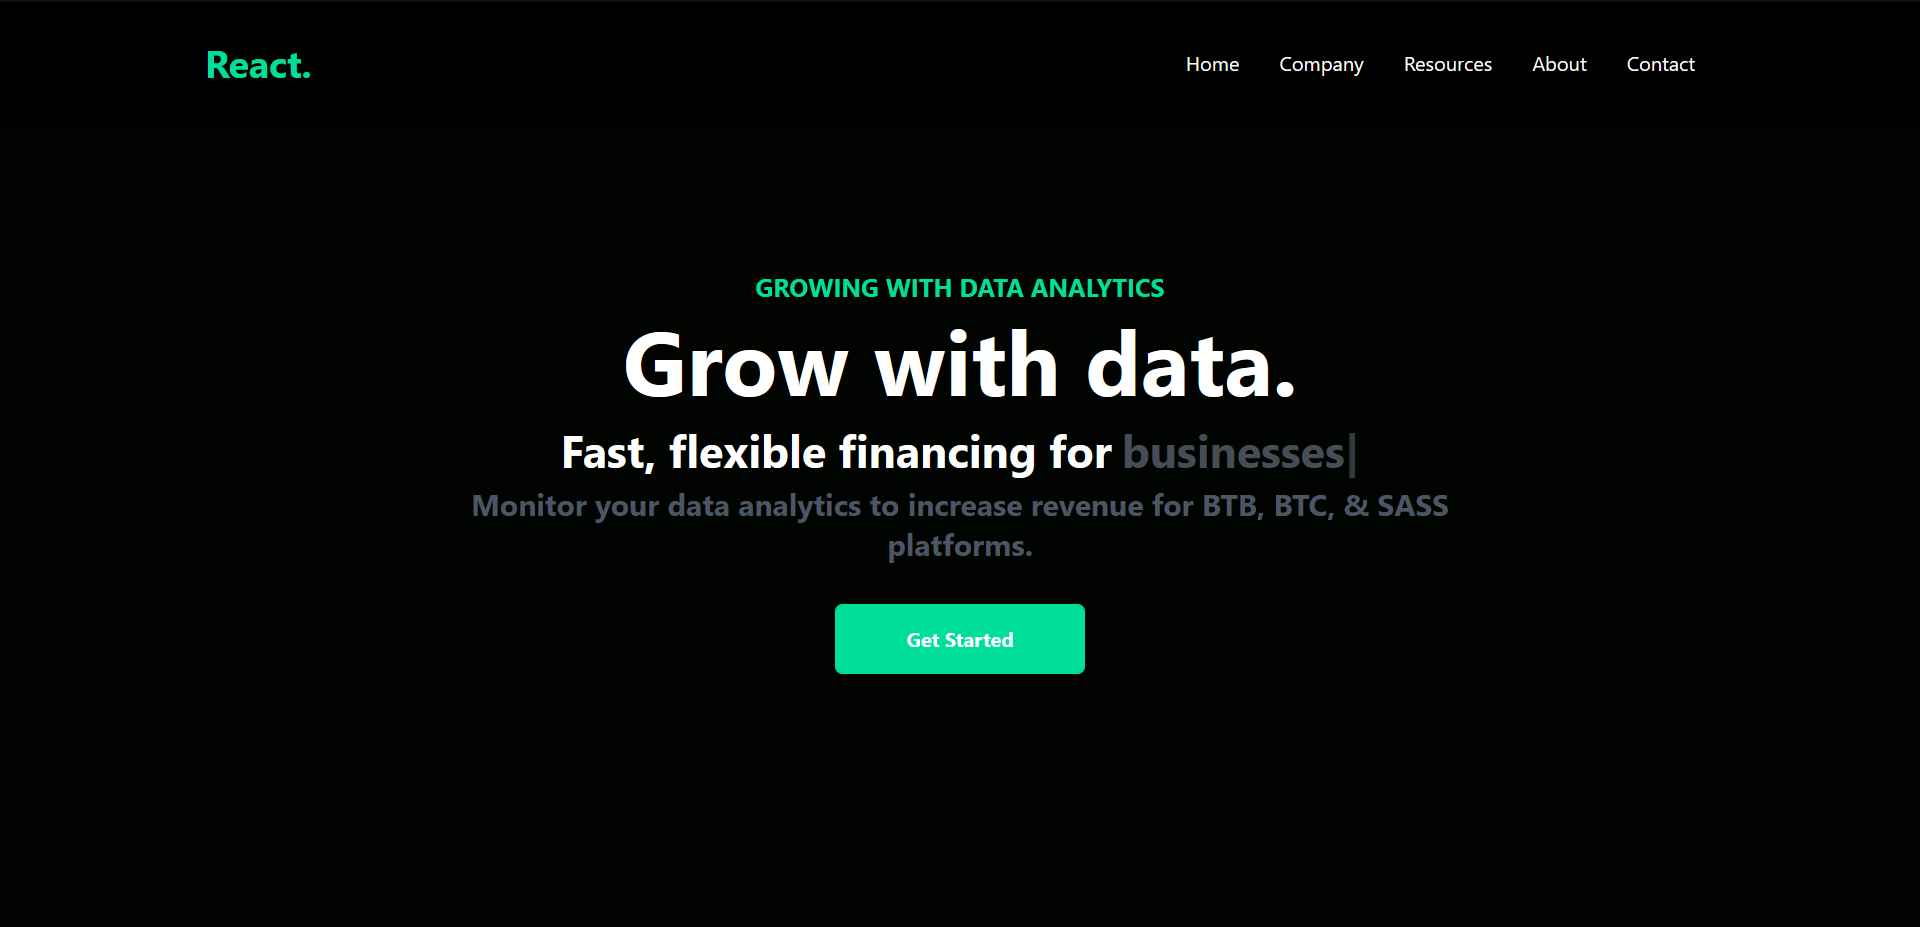 React.
Home
Company
Resources
About
Contact
GROWING WITH DATA ANALYTICS
Grow with data.
Fast, flexible financing for businesses|
Monitor your data analytics to increase revenue for BTB, BTC, & SASS
platforms.
Get Started